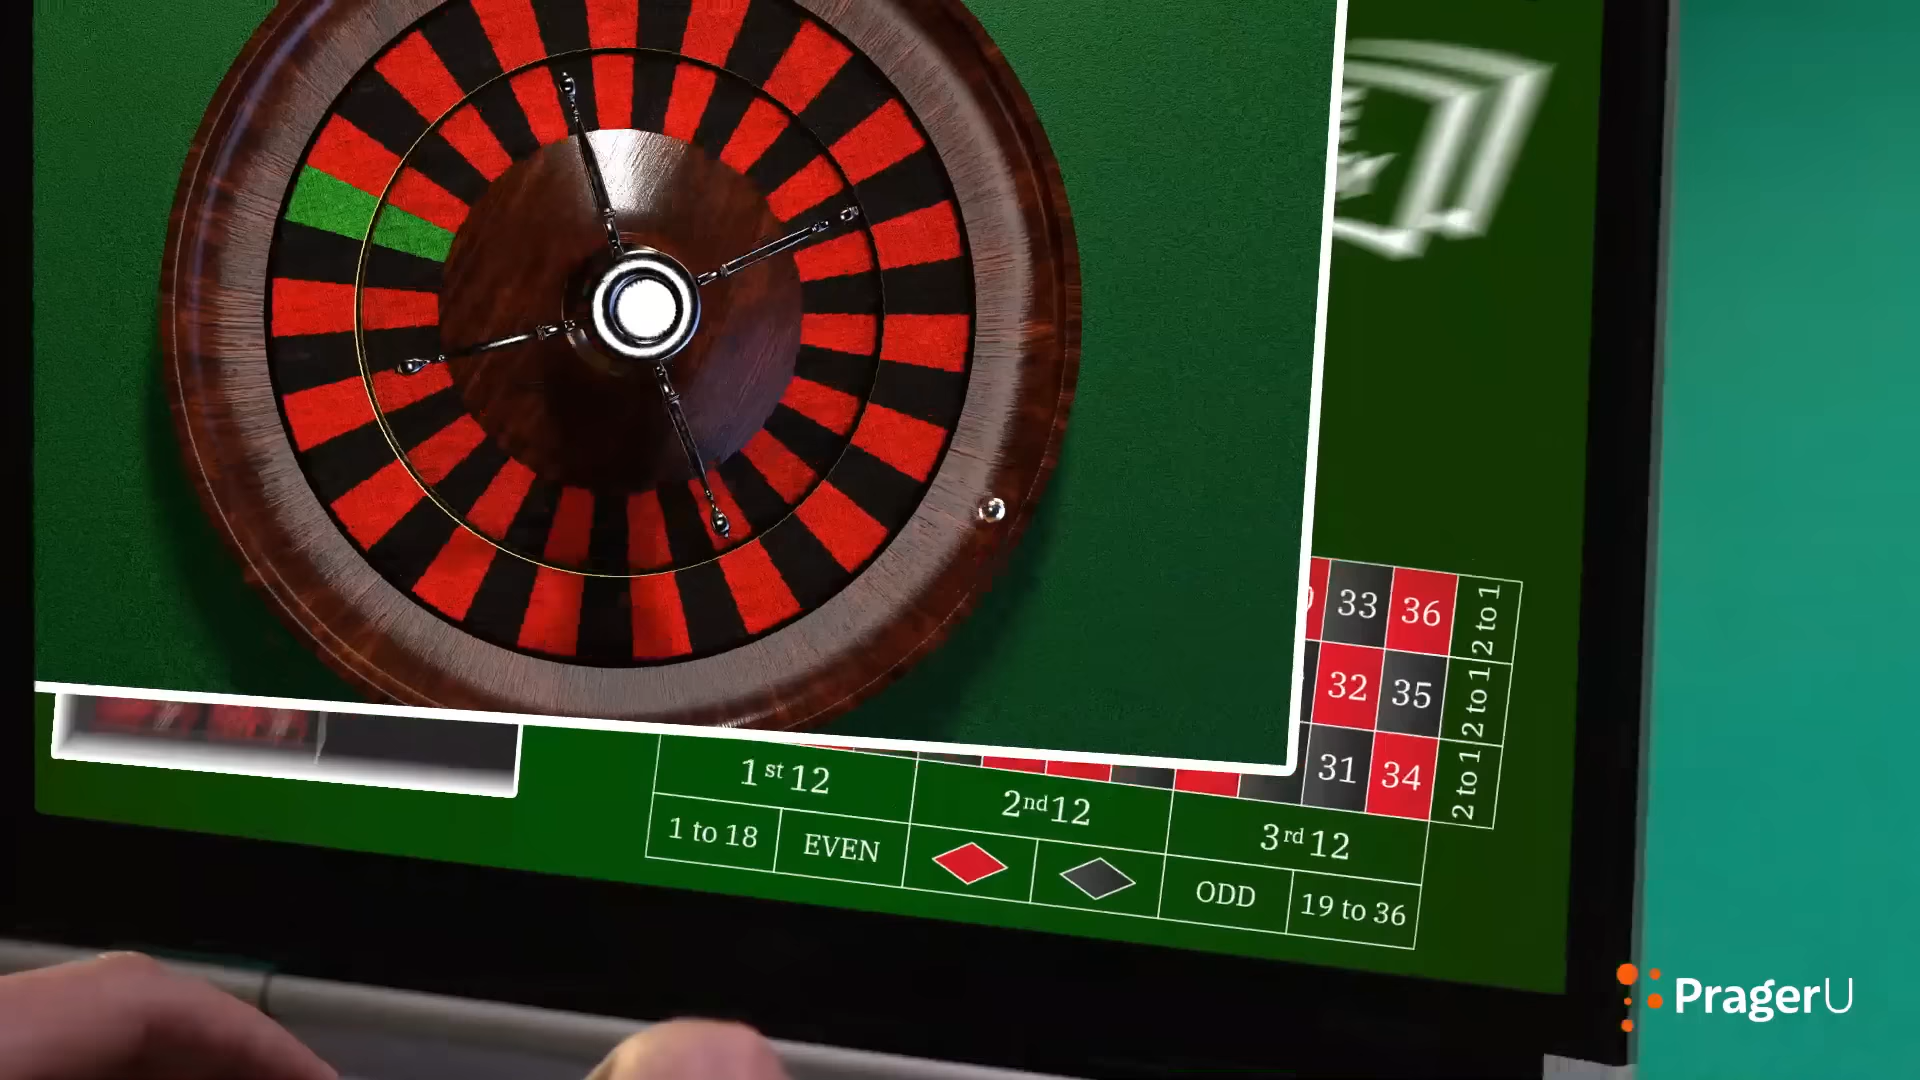 33 36 2 to 1
32 35 2 to 1
31 34 2 to 1
1st 12 2nd 12 3rd 12
1 to 18 EVEN ODD 19 to 36
PragerU